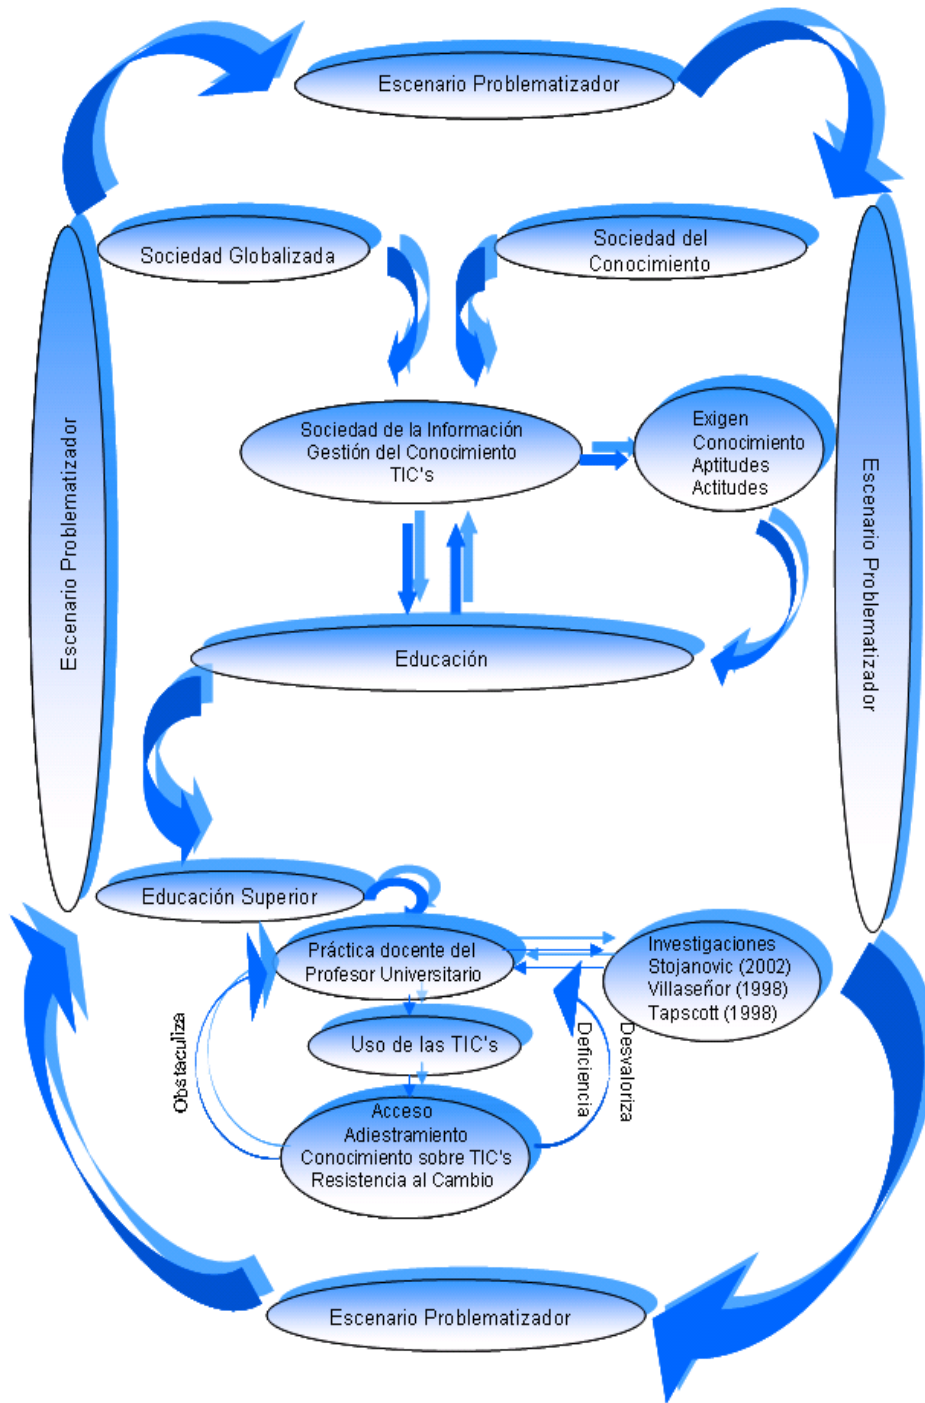 Escenario Problematizador
Sociedad Globalizada
Sociedad del
Conocimiento
Escenario Problematizador
Sociedad de la Información
Gestión del Conocimiento
TIC's
Exigen
Conocimiento
Aptitudes
Actitudes
Escenario Problematizador
Educación
Educación Superior
Práctica docente del
Profesor Universitario
Investigaciones
Stojanovic (2002)
Villaseñor (1998)
Tapscott (1998)
Uso de las TIC's
Obstaculiza
Deficiencia
Desvaloriza
Acceso
Adiestramiento
Conocimiento sobre TIC's
Resistencia al Cambio
Escenario Problematizador